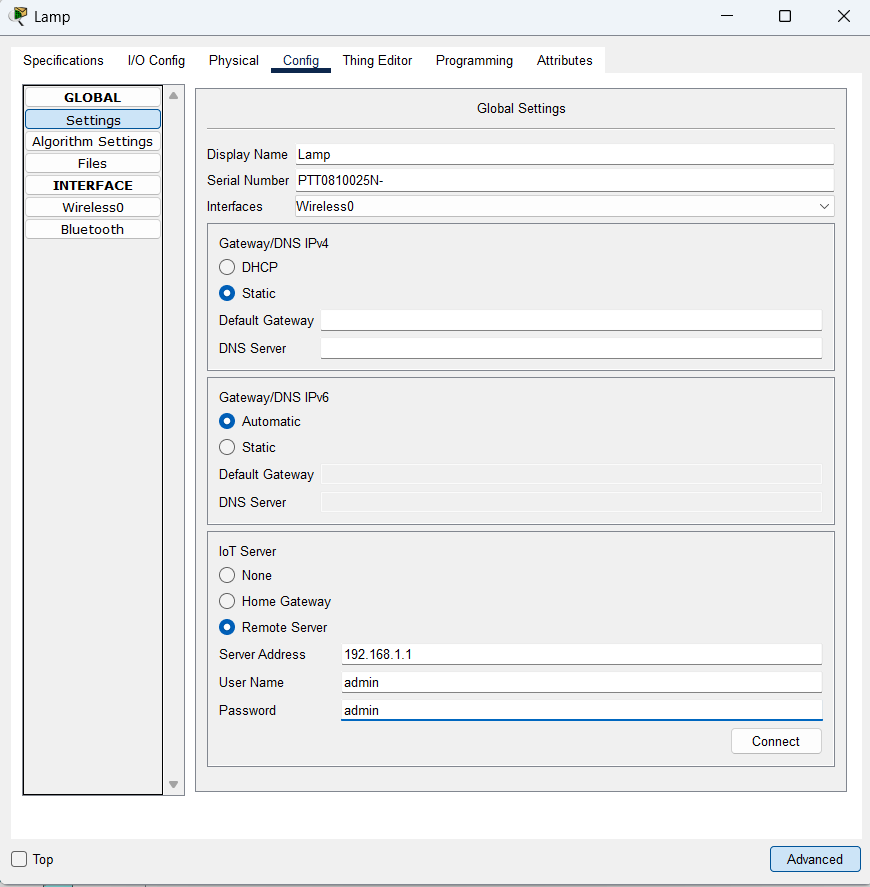 Lamp
Specifications I/O Config Physical Config Thing Editor Programming Attributes
GLOBAL
Settings
Algorithm Settings
Files
INTERFACE
Wireless0
Bluetooth
Global Settings
Display Name Lamp
Serial Number PTT0810025N-
Interfaces Wireless0
Gateway/DNS IPv4
DHCP
Static
Default Gateway
DNS Server
Gateway/DNS IPv6
Automatic
Static
Default Gateway
DNS Server
IoT Server
None
Home Gateway
Remote Server
Server Address 192.168.1.1
User Name admin
Password admin
Connect
Top
Advanced